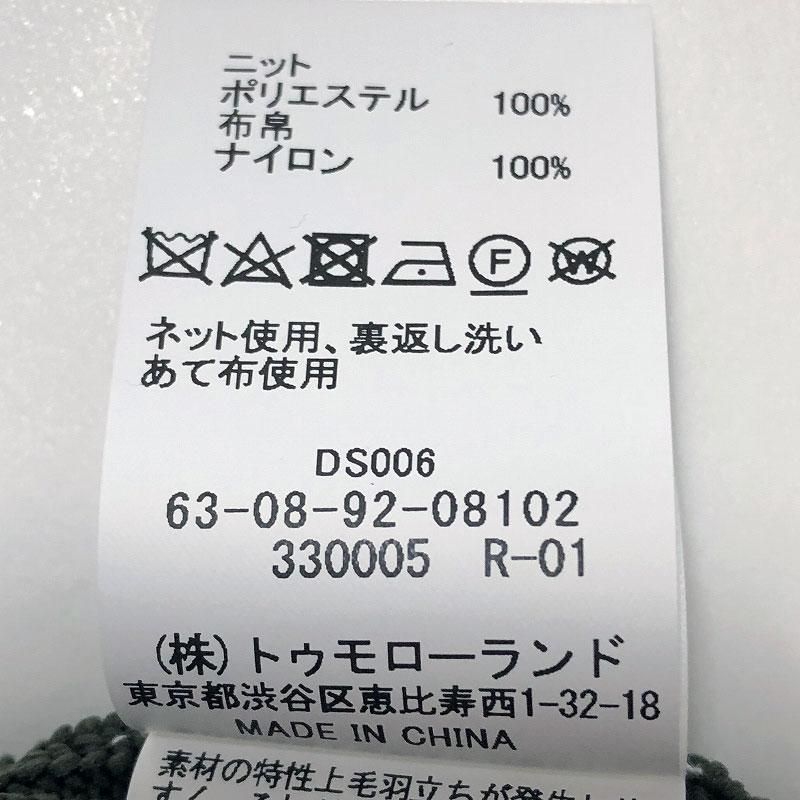 ニット
ポリエステル 100%
布帛
ナイロン 100%
F W
ネット使用、裏返し洗い
あて布使用
DS006
63-08-92-08102
330005 R-01
(株)トゥモローランド
東京都渋谷区恵比寿西1-32-18
MADE IN CHINA
素材の特性上毛羽立ちが発生し